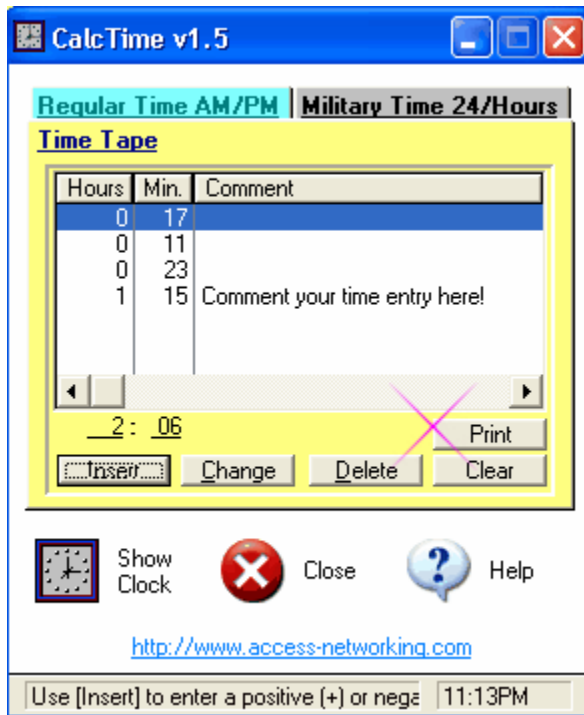 CalcTime v1.5
Regular Time AM/PM Military Time 24/Hours
Time Tape
Hours Min. Comment
0 17
0 11
0 23
1 15 Comment your time entry here!
2 : 06
Print
Insert Change Delete Clear
Show Clock Close Help
http://www.access-networking.com
Use [Insert] to enter a positive (+) or nega 11:13PM